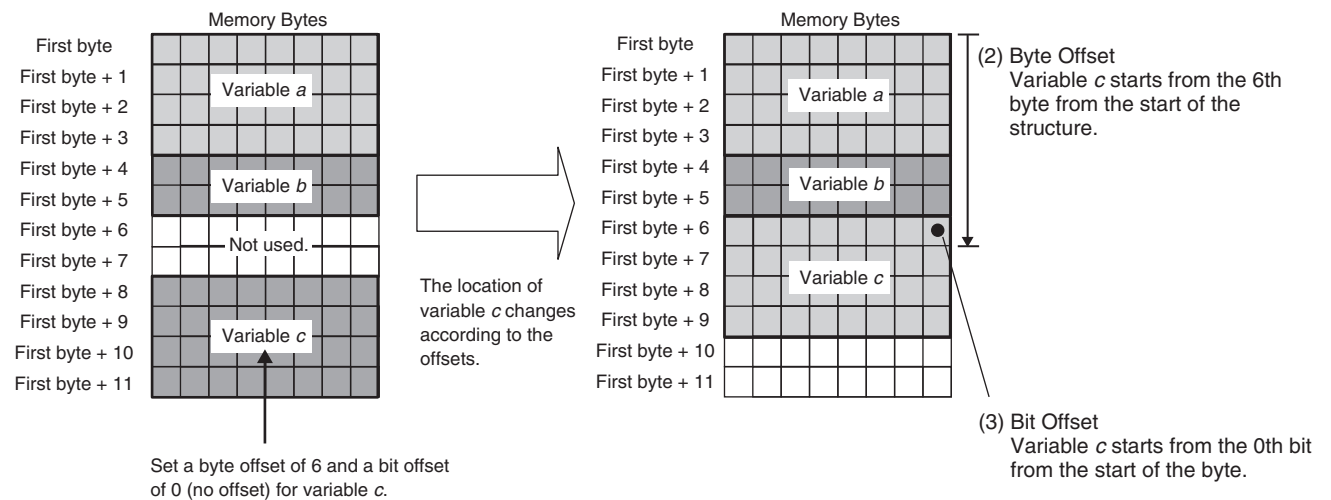 Memory Bytes
First byte
First byte + 1
First byte + 2
First byte + 3
First byte + 4
First byte + 5
First byte + 6
First byte + 7
First byte + 8
First byte + 9
First byte + 10
First byte + 11
Variable a
Variable b
Not used.
Variable c
Set a byte offset of 6 and a bit offset
of 0 (no offset) for variable c.
The location of
variable c changes
according to the
offsets.
Memory Bytes
First byte
First byte + 1
First byte + 2
First byte + 3
First byte + 4
First byte + 5
First byte + 6
First byte + 7
First byte + 8
First byte + 9
First byte + 10
First byte + 11
Variable a
Variable b
Variable c
(2) Byte Offset
Variable c starts from the 6th
byte from the start of the
structure.
(3) Bit Offset
Variable c starts from the 0th bit
from the start of the byte.